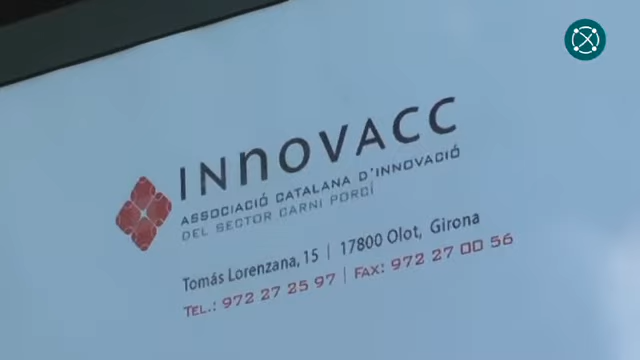 INNOVACC
ASSOCIACIÓ CATALANA D'INNOVACIÓ
DEL SECTOR CARNI PORCÍ
Tomás Lorenzana, 15 | 17800 Olot, Girona
TEL.: 972 27 25 97 | FAX: 972 27 00 56